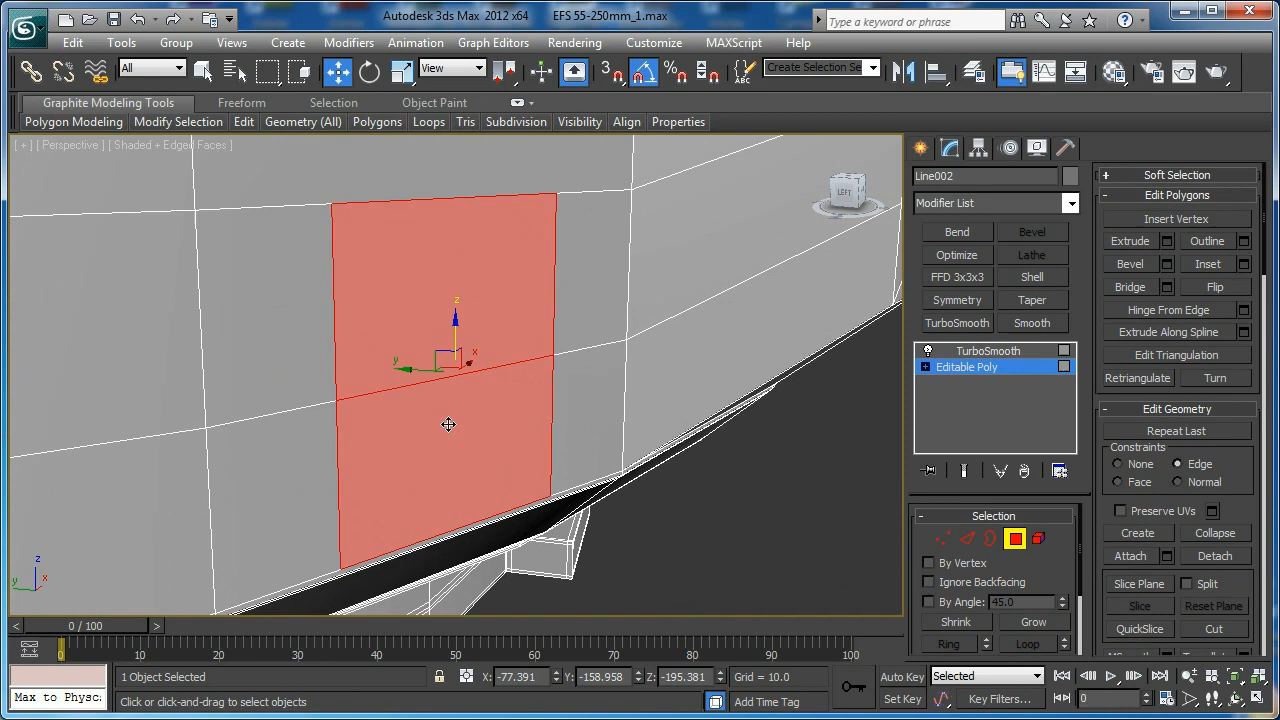 Autodesk 3ds Max 2012 x64 EFS 55-250mm_1.max
Type a keyword or phrase
Edit Tools Group Views Create Modifiers Animation Graph Editors Rendering Customize MAXScript Help
All View Create Selection Se
Graphite Modeling Tools Freeform Selection Object Paint
Polygon Modeling Modify Selection Edit Geometry (All) Polygons Loops Tris Subdivision Visibility Align Properties
[ + ] [ Perspective ] [ Shaded + Edged Faces ]
LEFT
z
y
x
z
y
x
Line002
Modifier List
Bend Bevel
Optimize Lathe
FFD 3x3x3 Shell
Symmetry Taper
TurboSmooth Smooth
TurboSmooth
Editable Poly
Selection
By Vertex
Ignore Backfacing
By Angle: 45.0
Shrink Grow
Ring Loop
Soft Selection
Edit Polygons
Insert Vertex
Extrude Outline
Bevel Inset
Bridge Flip
Hinge From Edge
Extrude Along Spline
Edit Triangulation
Retriangulate Turn
Edit Geometry
Repeat Last
Constraints
None Edge
Face Normal
Preserve UVs
Create Collapse
Attach Detach
Slice Plane Split
Slice Reset Plane
QuickSlice Cut
< 0 / 100 >
0 10 20 30 40 50 60 70 80 90 100
1 Object Selected X: -77.391 Y: -158.958 Z: -195.381 Grid = 10.0 Auto Key Selected
Max to Physca Click or click-and-drag to select objects Add Time Tag Set Key Key Filters... 0